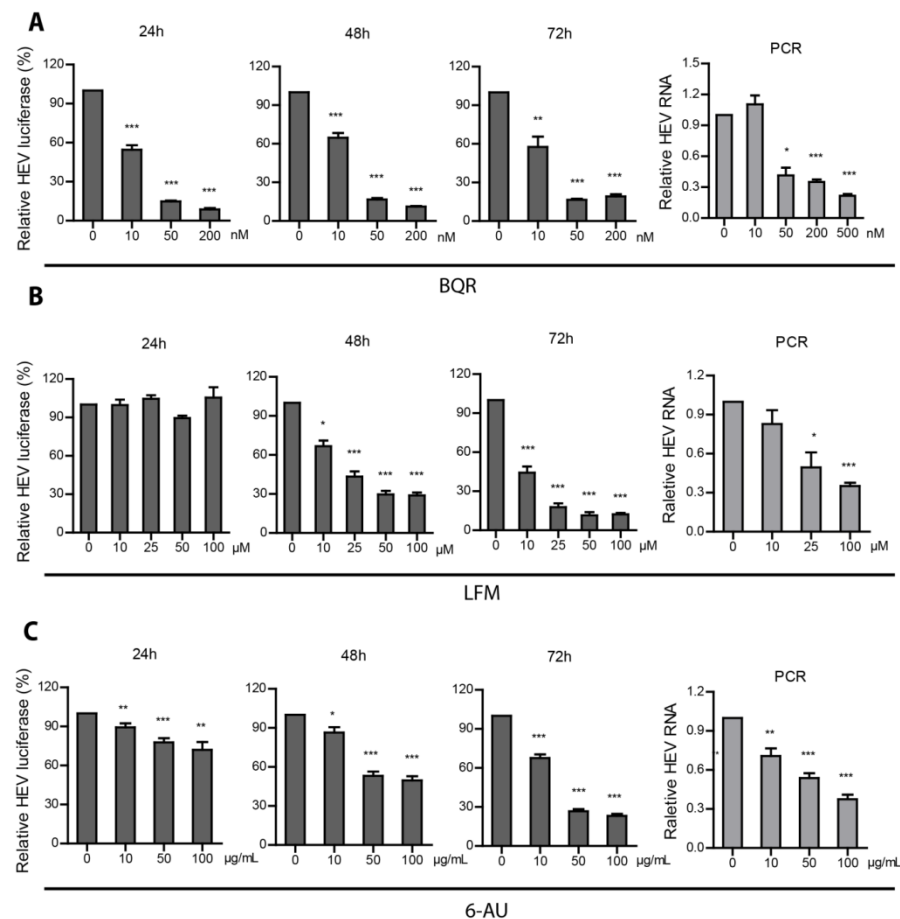 A
24h
48h
72h
PCR
Relative HEV luciferase (%)
120
90
60
30
0
***
***
***
0 10 50 200 nM
120
90
60
30
0
***
***
***
0 10 50 200 nM
120
90
60
30
0
**
***
***
0 10 50 200 nM
Relative HEV RNA
1.5
1.2
0.9
0.6
0.3
0.0
*
***
***
0 10 50 200 500 nM
BQR
B
24h
48h
72h
PCR
Relative HEV luciferase (%)
120
90
60
30
0
0 10 25 50 100 µM
120
90
60
30
0
*
***
***
***
0 10 25 50 100 µM
120
90
60
30
0
***
***
***
***
0 10 25 50 100 µM
Raletive HEV RNA
1.2
0.9
0.6
0.3
0.0
*
***
0 10 25 100 µM
LFM
C
24h
48h
72h
PCR
Relative HEV luciferase (%)
120
90
60
30
0
**
***
**
0 10 50 100 µg/mL
120
90
60
30
0
*
***
***
0 10 50 100 µg/mL
120
90
60
30
0
***
***
***
0 10 50 100 µg/mL
Raletive HEV RNA
1.2
0.9
0.6
0.3
0.0
*
**
***
***
0 10 50 100 µg/mL
6-AU